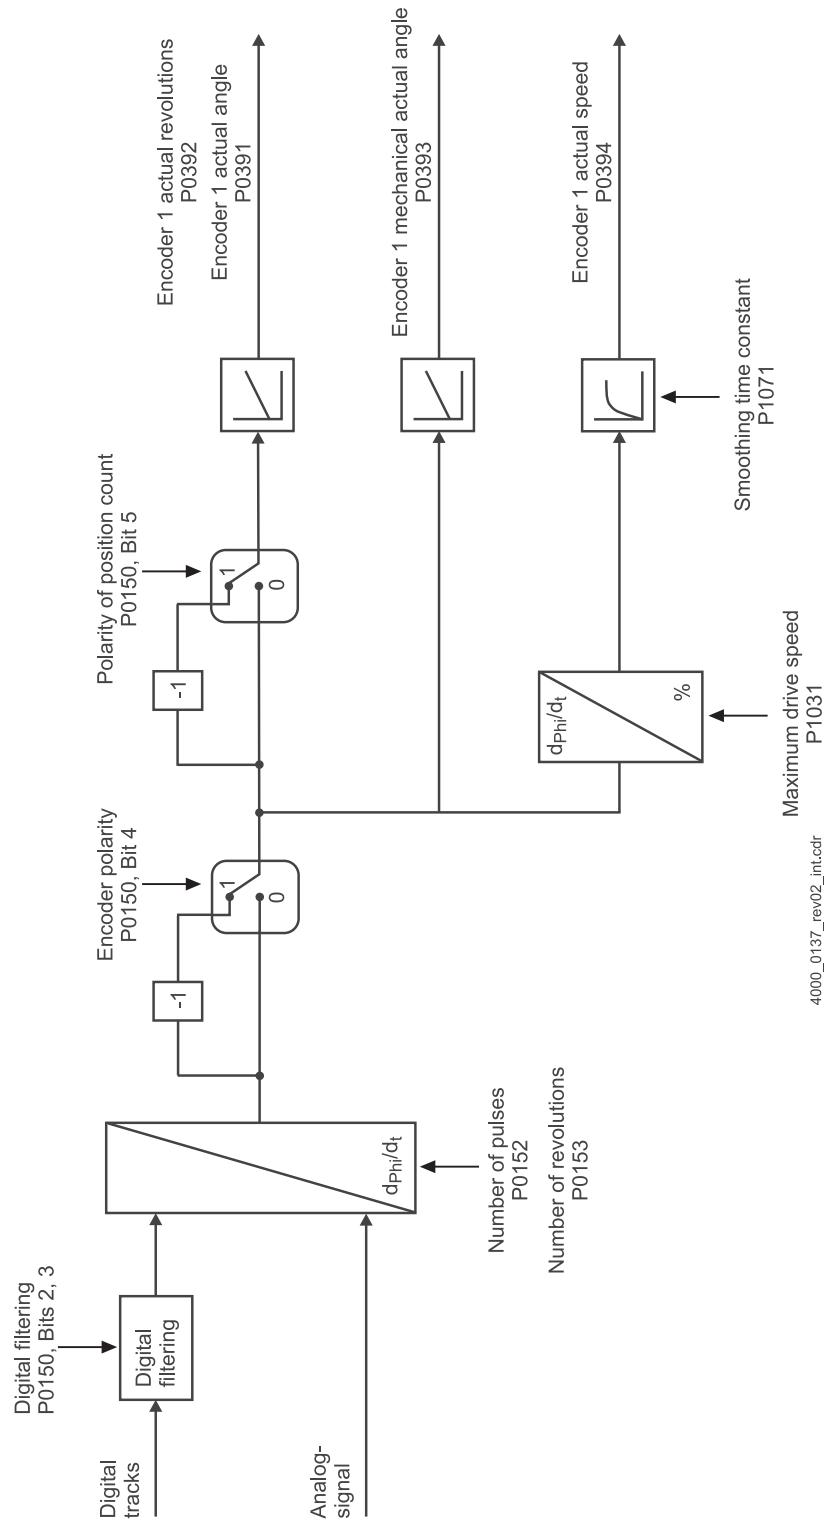 Digital
tracks
Analog-
signal
Digital filtering
P0150, Bits 2, 3
Digital
filtering
dPhi/dt
Number of pulses
P0152
Number of revolutions
P0153
-1
Encoder polarity
P0150, Bit 4
1
0
-1
Polarity of position count
P0150, Bit 5
1
0
dPhi/dt
%
Maximum drive speed
P1031
Smoothing time constant
P1071
Encoder 1 actual revolutions
P0392
Encoder 1 actual angle
P0391
Encoder 1 mechanical actual angle
P0393
Encoder 1 actual speed
P0394
4000_0137_rev02_int.cdr